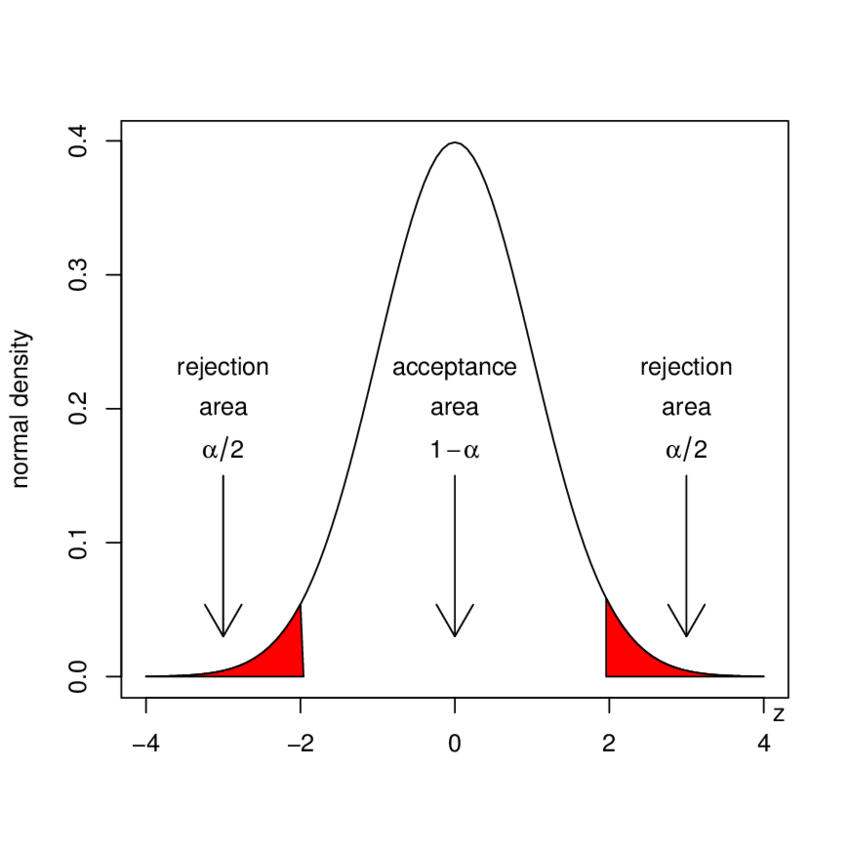 0.4
0.3
0.2
0.1
0.0
normal density
rejection
area
α/2
acceptance
area
1−α
rejection
area
α/2
−4
−2
0
2
4
z